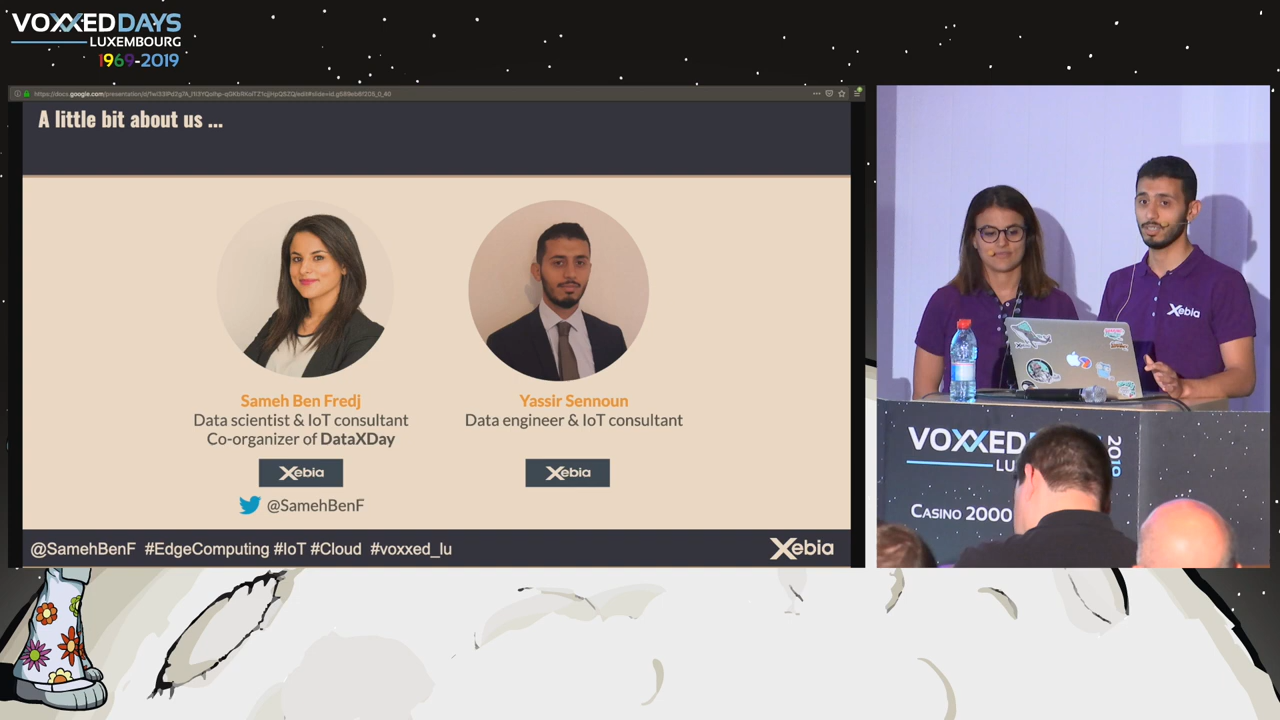 VOXXED DAYS
LUXEMBOURG
1969-2019
A little bit about us ...
Sameh Ben Fredj
Data scientist & IoT consultant
Co-organizer of DataXDay
Xebia
@SamehBenF
Yassir Sennoun
Data engineer & IoT consultant
Xebia
@SamehBenF #EdgeComputing #IoT #Cloud #voxxed_lu
Xebia
Xebia
VOXXED
LU
2019
CASINO 2000